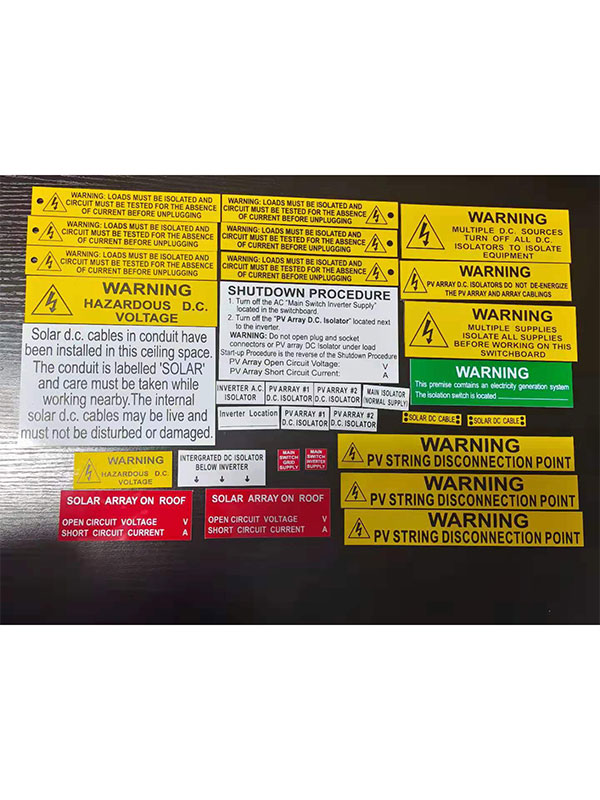 WARNING: LOADS MUST BE ISOLATED AND
CIRCUIT MUST BE TESTED FOR THE ABSENCE
OF CURRENT BEFORE UNPLUGGING
WARNING: LOADS MUST BE ISOLATED AND
CIRCUIT MUST BE TESTED FOR THE ABSENCE
OF CURRENT BEFORE UNPLUGGING
WARNING: LOADS MUST BE ISOLATED AND
CIRCUIT MUST BE TESTED FOR THE ABSENCE
OF CURRENT BEFORE UNPLUGGING
WARNING: LOADS MUST BE ISOLATED AND
CIRCUIT MUST BE TESTED FOR THE ABSENCE
OF CURRENT BEFORE UNPLUGGING
WARNING: LOADS MUST BE ISOLATED AND
CIRCUIT MUST BE TESTED FOR THE ABSENCE
OF CURRENT BEFORE UNPLUGGING
WARNING: LOADS MUST BE ISOLATED AND
CIRCUIT MUST BE TESTED FOR THE ABSENCE
OF CURRENT BEFORE UNPLUGGING
WARNING
MULTIPLE D.C. SOURCES
TURN OFF ALL D.C.
ISOLATORS TO ISOLATE
EQUIPMENT
WARNING
PV ARRAY D.C. ISOLATORS DO NOT DE-ENERGIZE
THE PV ARRAY AND ARRAY CABLINGS
WARNING
HAZARDOUS D.C.
VOLTAGE
SHUTDOWN PROCEDURE
1. Turn off the AC "Main Switch Inverter Supply"
located in the switchboard.
2. Turn off the "PV Array D.C. Isolator" located next
to the inverter.
WARNING: Do not open plug and socket
connectors or PV array DC Isolator under load
Start-up Procedure is the reverse of the Shutdown Procedure
PV Array Open Circuit Voltage: V
PV Array Short Circuit Current: A
WARNING
MULTIPLE SUPPLIES
ISOLATE ALL SUPPLIES
BEFORE WORKING ON THIS
SWITCHBOARD
Solar d.c. cables in conduit have
been installed in this ceiling space.
The conduit is labelled 'SOLAR'
and care must be taken while
working nearby.The internal
solar d.c. cables may be live and
must not be disturbed or damaged.
WARNING
This premise comtains an electricity generation system
The isolation switch is located
INVERTER A.C.
ISOLATOR
PV ARRAY #1
D.C. ISOLATOR
PV ARRAY #2
D.C. ISOLATOR
MAIN ISOLATOR
(NORMAL SUPPLY)
Inverter Location
PV ARRAY #1
D.C. ISOLATOR
PV ARRAY #2
D.C. ISOLATOR
SOLAR DC CABLE
SOLAR DC CABLE
WARNING
HAZARDOUS D.C.
VOLTAGE
INTERGRATED DC ISOLATOR
BELOW INVERTER
↓ ↓ ↓
MAIN
SWITCH
GRID
SUPPLY
MAIN
SWITCH
INVERTER
SUPPLY
WARNING
PV STRING DISCONNECTION POINT
WARNING
PV STRING DISCONNECTION POINT
WARNING
PV STRING DISCONNECTION POINT
SOLAR ARRAY ON ROOF
OPEN CIRCUIT VOLTAGE V
SHORT CIRCUIT CURRENT A
SOLAR ARRAY ON ROOF
OPEN CIRCUIT VOLTAGE V
SHORT CIRCUIT CURRENT A